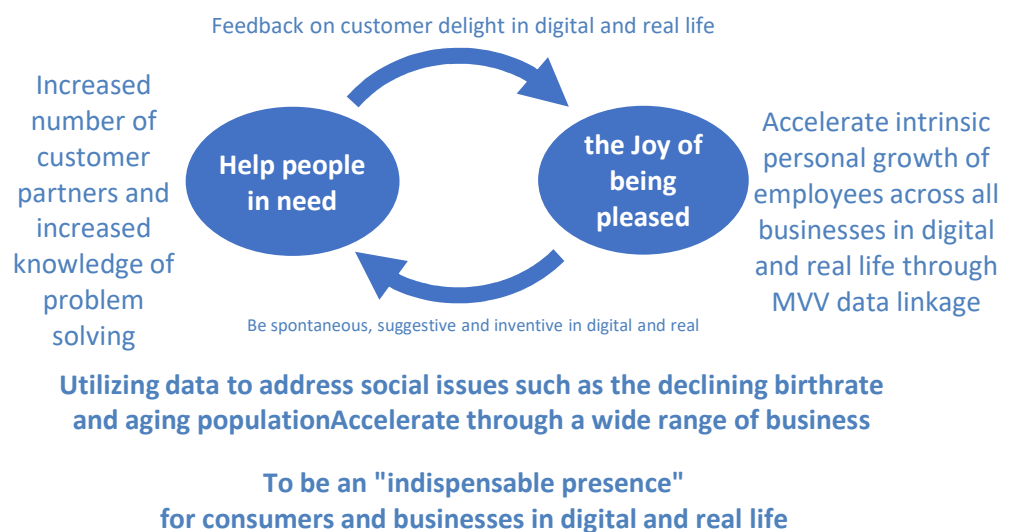 Feedback on customer delight in digital and real life
Increased
number of
customer
partners and
increased
knowledge of
problem
solving
Help people
in need
the Joy of
being
pleased
Accelerate intrinsic
personal growth of
employees across all
businesses in digital
and real life through
MVV data linkage
Be spontaneous, suggestive and inventive in digital and real
Utilizing data to address social issues such as the declining birthrate
and aging populationAccelerate through a wide range of business
To be an "indispensable presence"
for consumers and businesses in digital and real life